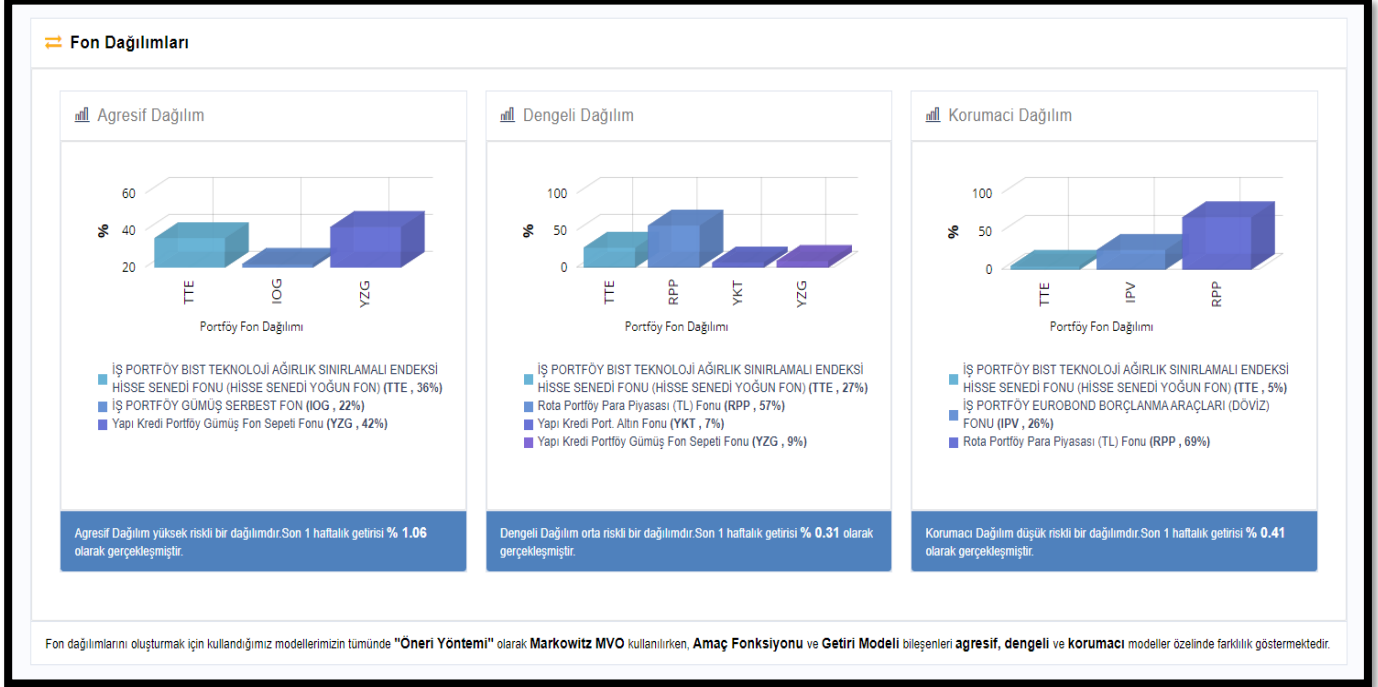 Fon Dağılımları
Agresif Dağılım
60
40
20
%
TTE
IOG
YZG
Portföy Fon Dağılımı
İŞ PORTFÖY BIST TEKNOLOJİ AĞIRLIK SINIRLAMALI ENDEKSİ
HİSSE SENEDİ FONU (HİSSE SENEDİ YOĞUN FON) (TTE , 36%)
İŞ PORTFÖY GÜMÜŞ SERBEST FON (IOG , 22%)
Yapı Kredi Portföy Gümüş Fon Sepeti Fonu (YZG , 42%)
Agresif Dağılım yüksek riskli bir dağılımdır.Son 1 haftalık getirisi % 1.06
olarak gerçekleşmiştir.
Dengeli Dağılım
100
50
0
%
TTE
RPP
YKT
YZG
Portföy Fon Dağılımı
İŞ PORTFÖY BIST TEKNOLOJİ AĞIRLIK SINIRLAMALI ENDEKSİ
HİSSE SENEDİ FONU (HİSSE SENEDİ YOĞUN FON) (TTE , 27%)
Rota Portföy Para Piyasası (TL) Fonu (RPP , 57%)
Yapı Kredi Port. Altın Fonu (YKT , 7%)
Yapı Kredi Portföy Gümüş Fon Sepeti Fonu (YZG , 9%)
Dengeli Dağılım orta riskli bir dağılımdır.Son 1 haftalık getirisi % 0.31 olarak
gerçekleşmiştir.
Korumaci Dağılım
100
50
0
%
TTE
IPV
RPP
Portföy Fon Dağılımı
İŞ PORTFÖY BIST TEKNOLOJİ AĞIRLIK SINIRLAMALI ENDEKSİ
HİSSE SENEDİ FONU (HİSSE SENEDİ YOĞUN FON) (TTE , 5%)
İŞ PORTFÖY EUROBOND BORÇLANMA ARAÇLARI (DÖVİZ)
FONU (IPV , 26%)
Rota Portföy Para Piyasası (TL) Fonu (RPP , 69%)
Korumacı Dağılım düşük riskli bir dağılımdır.Son 1 haftalık getirisi % 0.41
olarak gerçekleşmiştir.
Fon dağılımlarını oluşturmak için kullandığımız modellerimizin tümünde "Öneri Yöntemi" olarak Markowitz MVO kullanılırken, Amaç Fonksiyonu ve Getiri Modeli bileşenleri agresif, dengeli ve korumacı modeller özelinde farklılık göstermektedir.